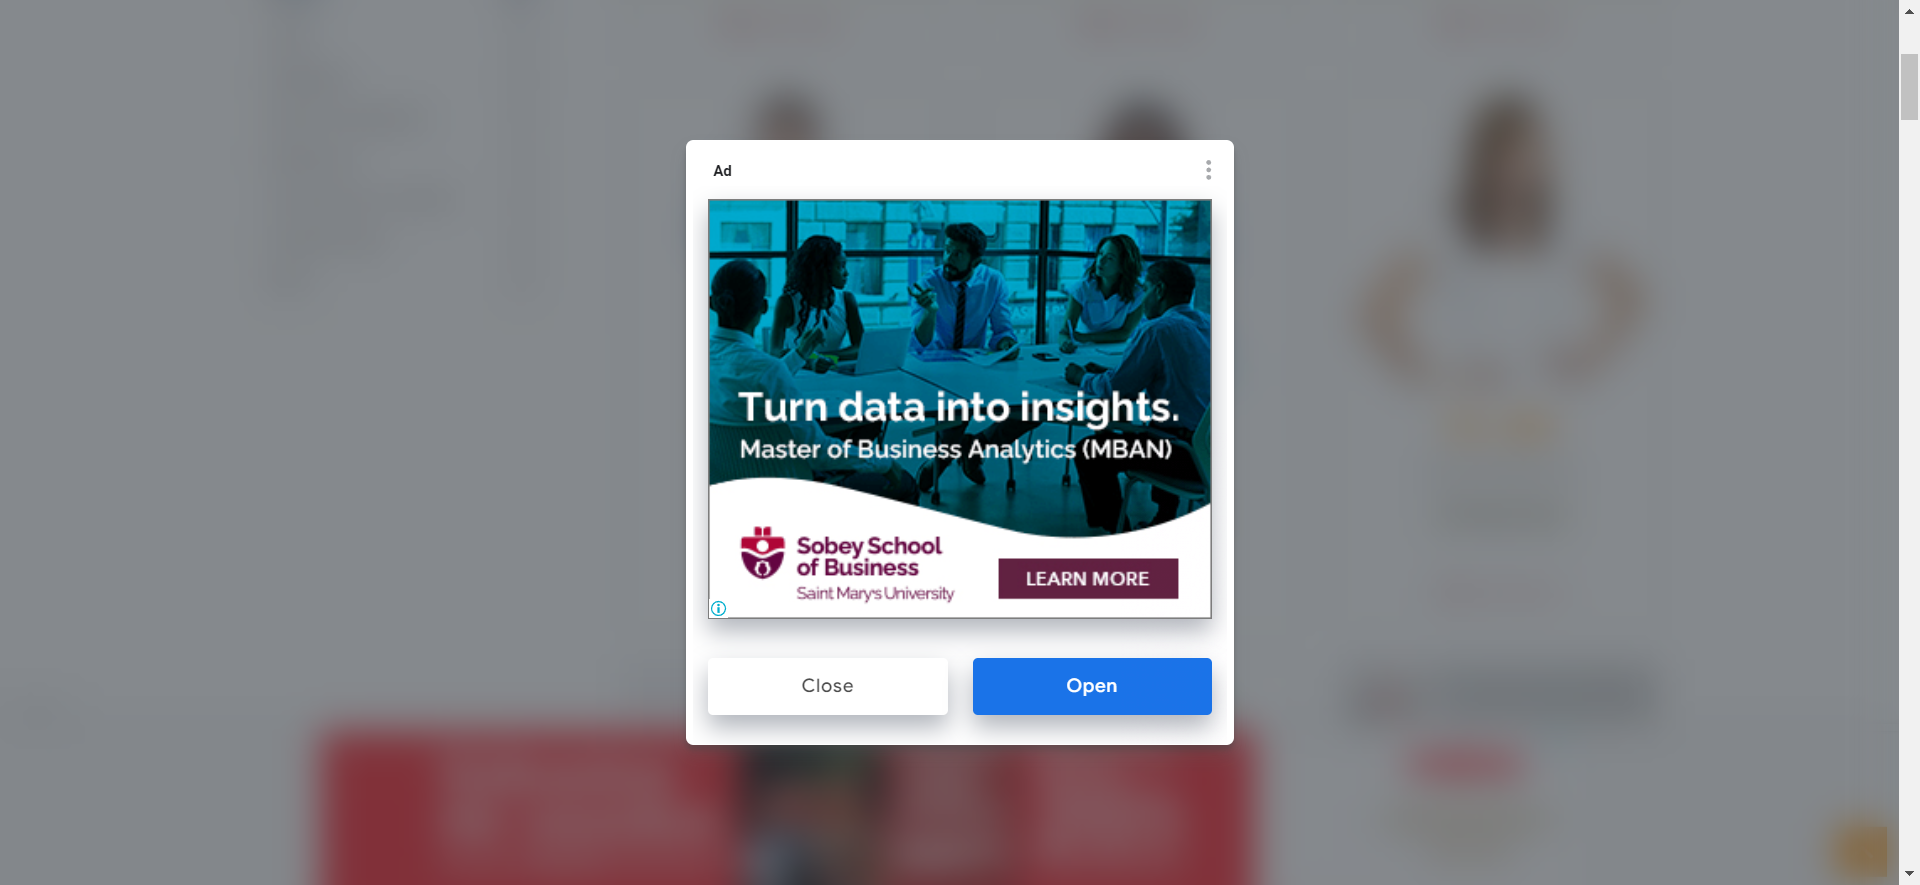 Ad
Turn data into insights.
Master of Business Analytics (MBAN)
Sobey School
of Business
Saint Mary's University
LEARN MORE
Close
Open